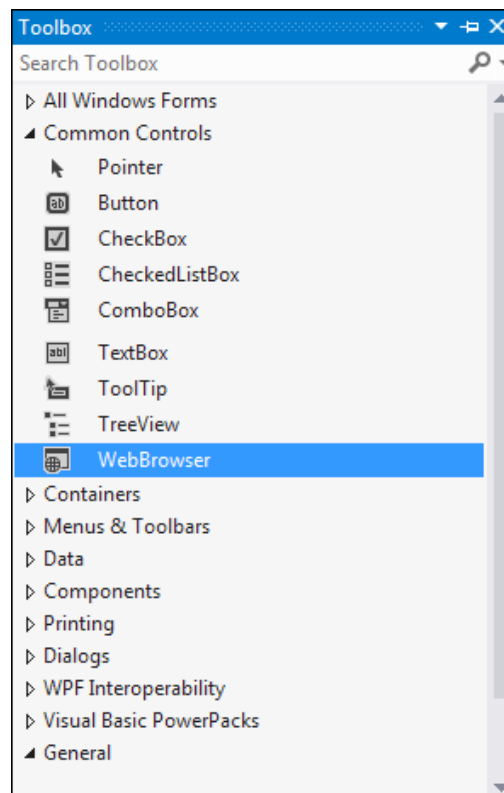 Toolbox
Search Toolbox
All Windows Forms
Common Controls
Pointer
Button
CheckBox
CheckedListBox
ComboBox
TextBox
ToolTip
TreeView
WebBrowser
Containers
Menus & Toolbars
Data
Components
Printing
Dialogs
WPF Interoperability
Visual Basic PowerPacks
General